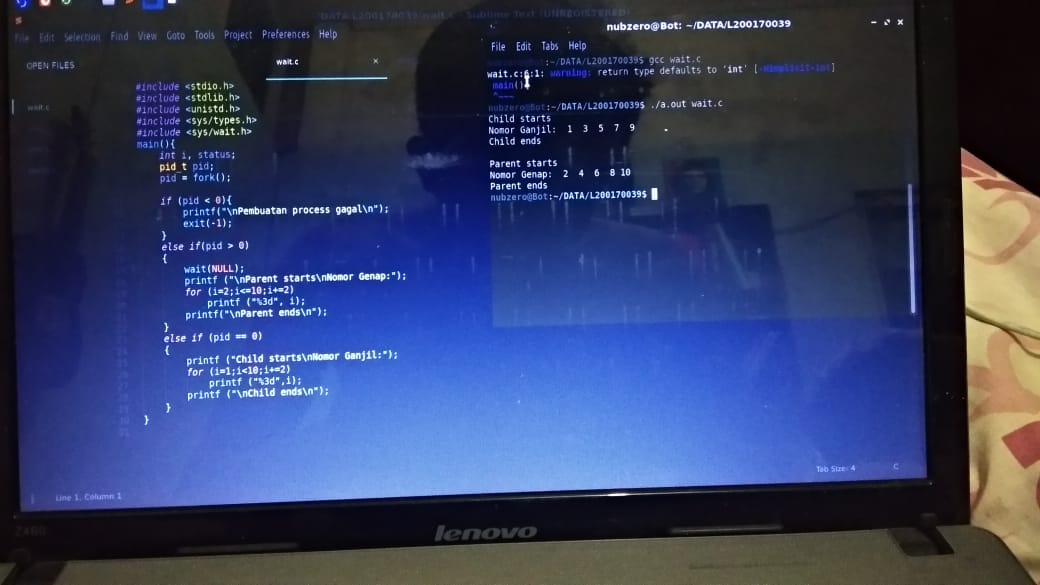 DATA/L200170039/wait.c - Sublime Text (UNREGISTERED)
File Edit Selection Find View Goto Tools Project Preferences Help
OPEN FILES
wait.c
wait.c ×
#include <stdio.h>
#include <stdlib.h>
#include <unistd.h>
#include <sys/types.h>
#include <sys/wait.h>
main(){
int i, status;
pid_t pid;
pid = fork();
if (pid < 0){
printf("\nPembuatan process gagal\n");
exit(-1);
}
else if(pid > 0)
{
wait(NULL);
printf ("\nParent starts\nNomor Genap:");
for (i=2;i<=10;i+=2)
printf ("%3d", i);
printf("\nParent ends\n");
}
else if (pid == 0)
{
printf ("Child starts\nNomor Ganjil:");
for (i=1;i<10;i+=2)
printf ("%3d",i);
printf ("\nChild ends\n");
}
}
Line 1, Column 1
Tab Size: 4 C
nubzero@Bot: ~/DATA/L200170039
File Edit Tabs Help
nubzero@Bot:~/DATA/L200170039$ gcc wait.c
wait.c:6:1: warning: return type defaults to 'int' [-Wimplicit-int]
main(){
^~~~
nubzero@Bot:~/DATA/L200170039$ ./a.out wait.c
Child starts
Nomor Ganjil: 1 3 5 7 9
Child ends
Parent starts
Nomor Genap: 2 4 6 8 10
Parent ends
nubzero@Bot:~/DATA/L200170039$
Z460
lenovo